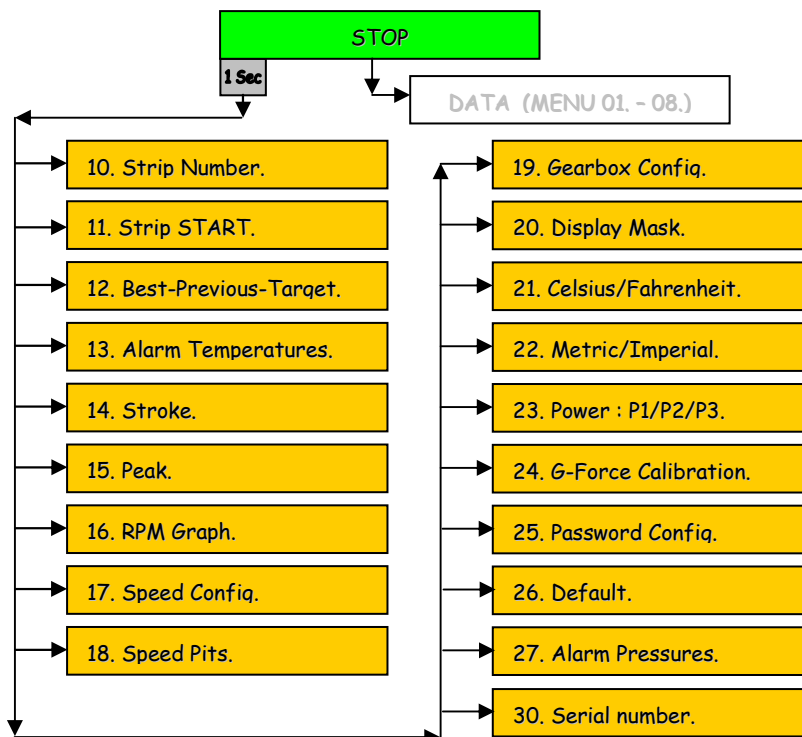 STOP
1 Sec
DATA (MENU 01. - 08.)
10. Strip Number.
11. Strip START.
12. Best-Previous-Target.
13. Alarm Temperatures.
14. Stroke.
15. Peak.
16. RPM Graph.
17. Speed Config.
18. Speed Pits.
19. Gearbox Config.
20. Display Mask.
21. Celsius/Fahrenheit.
22. Metric/Imperial.
23. Power : P1/P2/P3.
24. G-Force Calibration.
25. Password Config.
26. Default.
27. Alarm Pressures.
30. Serial number.